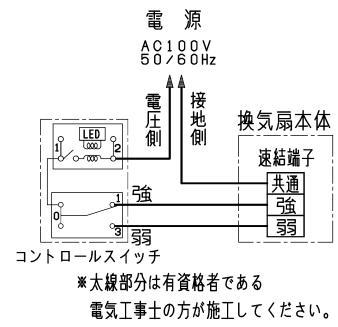 電源
AC100V
50/60Hz
電圧側
接地側
換気扇本体
速結端子
共通
強
弱
LED
1
2
強
1
0
3
弱
コントロールスイッチ
※太線部分は有資格者である
電気工事士の方が施工してください。